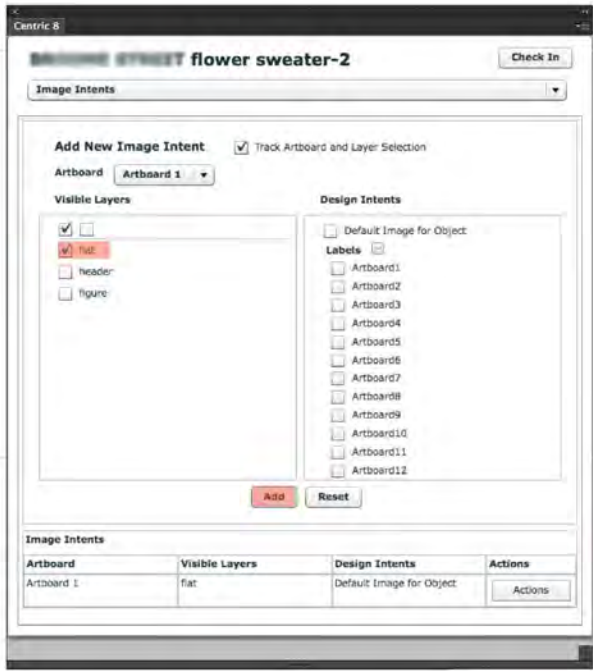 Centric 8
flower sweater-2
Check In
Image Intents
Add New Image Intent
Track Artboard and Layer Selection
Artboard
Artboard 1
Visible Layers
Design Intents
flat
header
figure
Default Image for Object
Labels
Artboard1
Artboard2
Artboard3
Artboard4
Artboard5
Artboard6
Artboard7
Artboard8
Artboard9
Artboard10
Artboard11
Artboard12
Add
Reset
Image Intents
Artboard Visible Layers Design Intents Actions
Artboard 1 flat Default Image for Object Actions